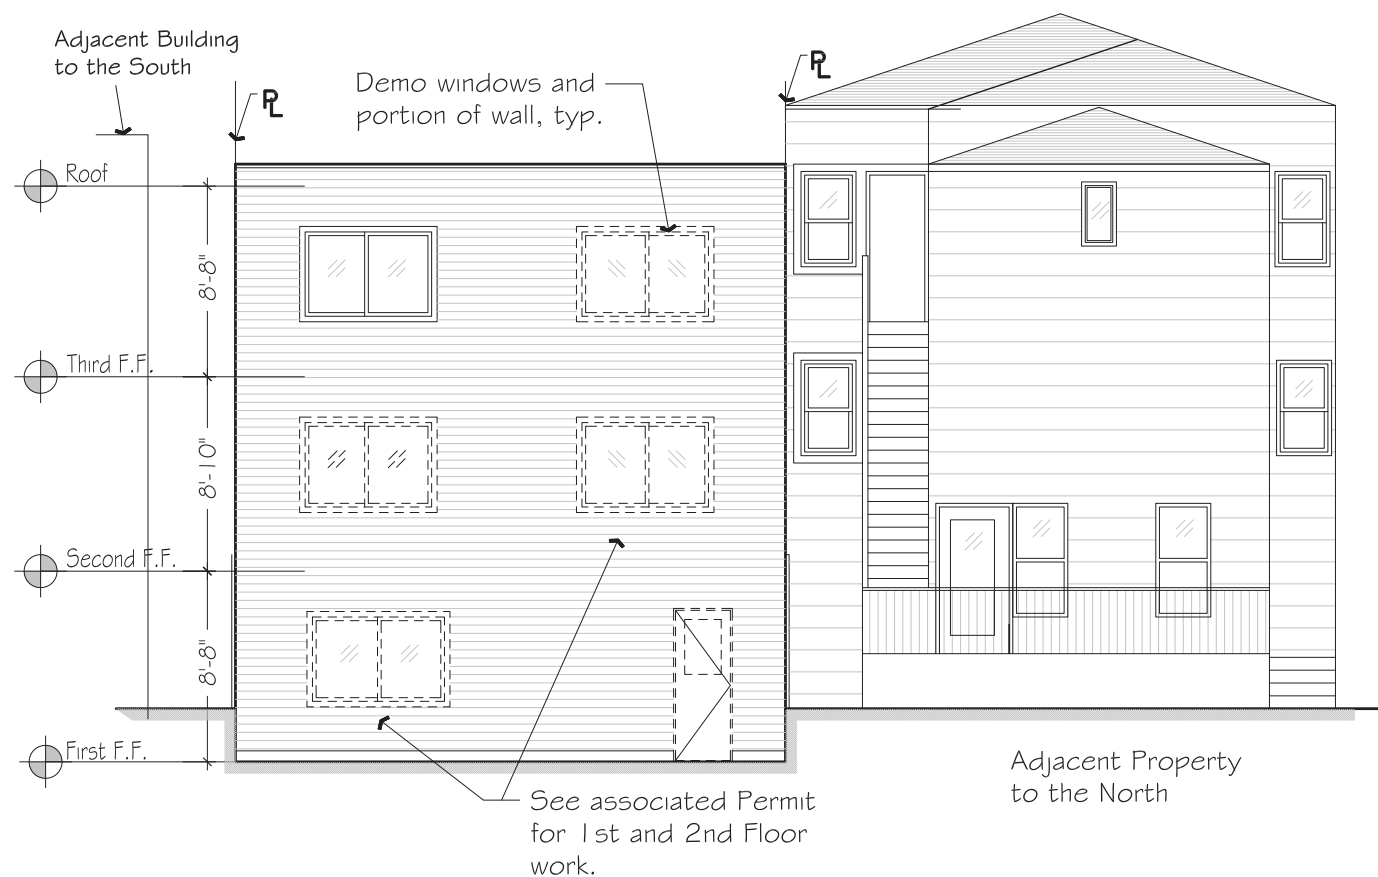 Adjacent Building
to the South
PL
Demo windows and
portion of wall, typ.
PL
Roof
8'-8"
Third F.F.
8'-10"
Second F.F.
8'-8"
First F.F.
Adjacent Property
to the North
See associated Permit
for 1st and 2nd Floor
work.